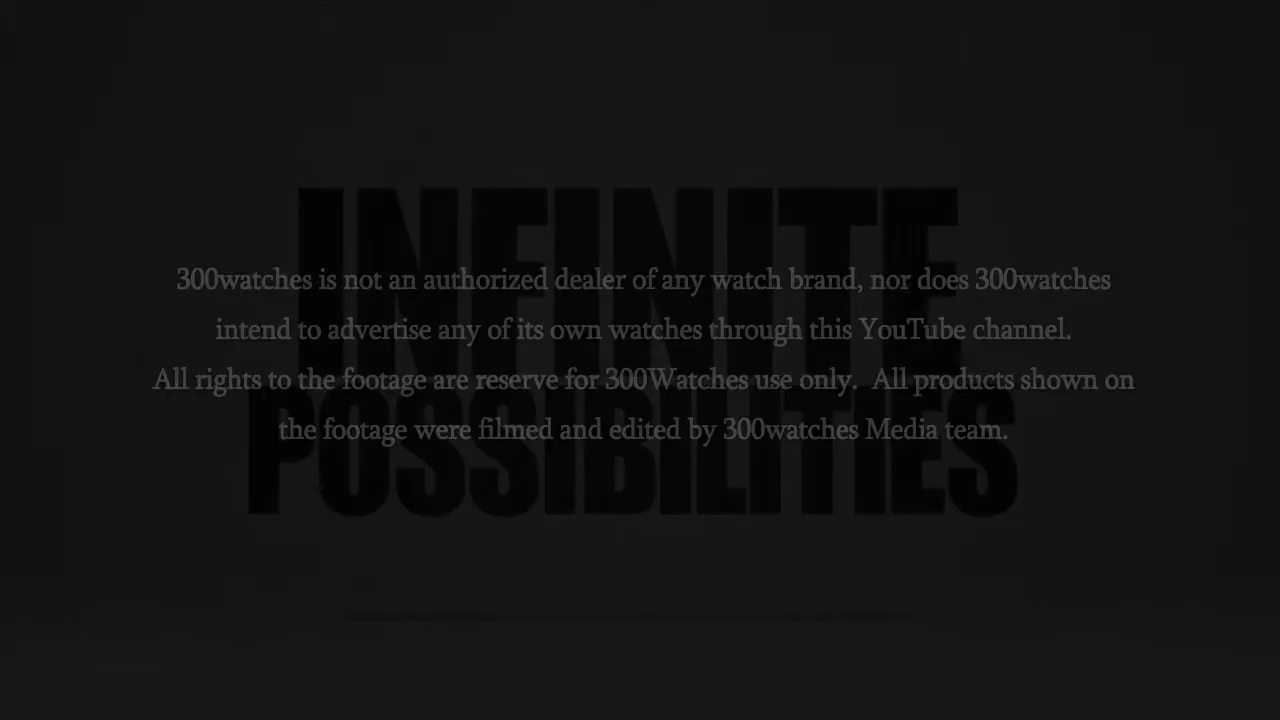 INFINITE
300watches is not an authorized dealer of any watch brand, nor does 300watches
intend to advertise any of its own watches through this YouTube channel.
All rights to the footage are reserve for 300Watches use only.  All products shown on
the footage were filmed and edited by 300watches Media team.
POSSIBILITIES